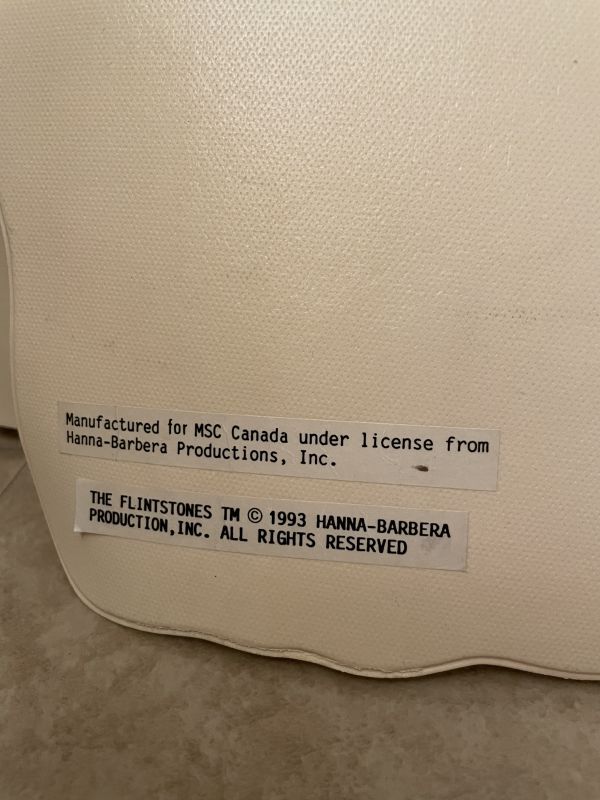 Manufactured for MSC Canada under license from
Hanna-Barbera Productions, Inc.
THE FLINTSTONES TM © 1993 HANNA-BARBERA
PRODUCTION,INC. ALL RIGHTS RESERVED